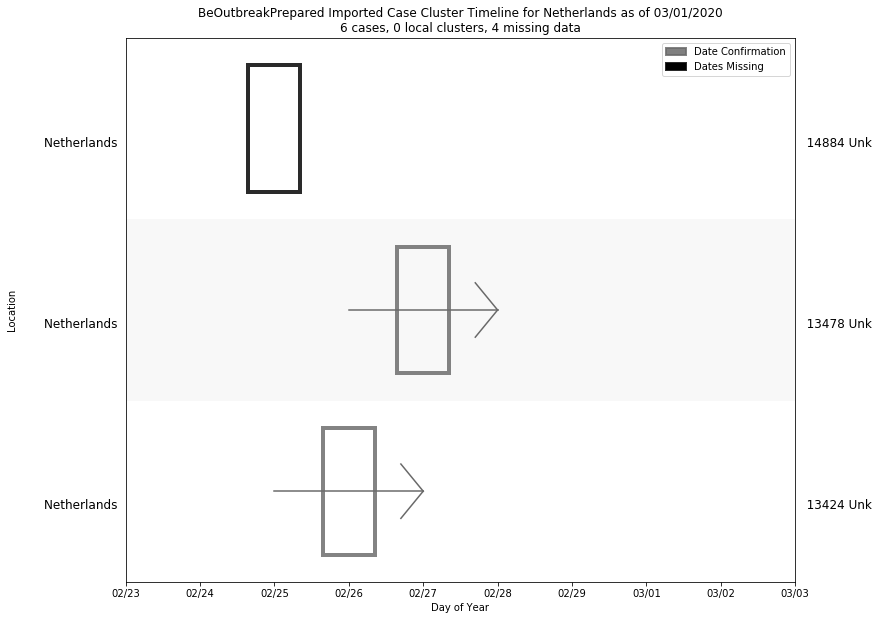 BeOutbreakPrepared Imported Case Cluster Timeline for Netherlands as of 03/01/2020
6 cases, 0 local clusters, 4 missing data
Date Confirmation
Dates Missing
Netherlands
14884 Unk
Netherlands
13478 Unk
Netherlands
13424 Unk
Location
02/23 02/24 02/25 02/26 02/27 02/28 02/29 03/01 03/02 03/03
Day of Year